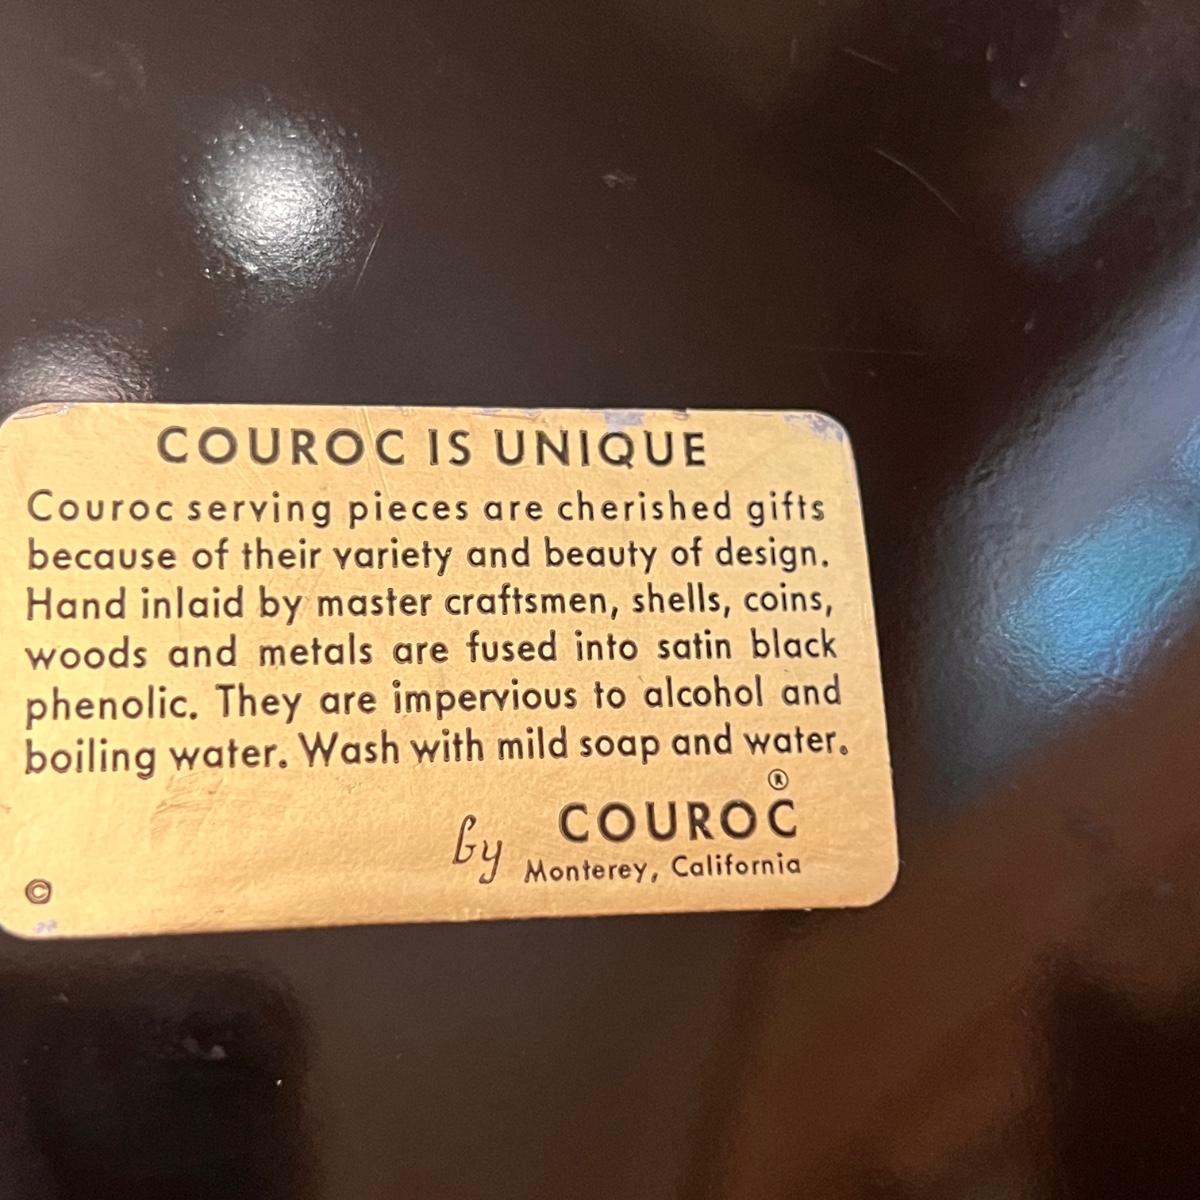 COUROC IS UNIQUE
Couroc serving pieces are cherished gifts
because of their variety and beauty of design.
Hand inlaid by master craftsmen, shells, coins,
woods and metals are fused into satin black
phenolic. They are impervious to alcohol and
boiling water. Wash with mild soap and water.
®
by COUROC
Monterey, California
©